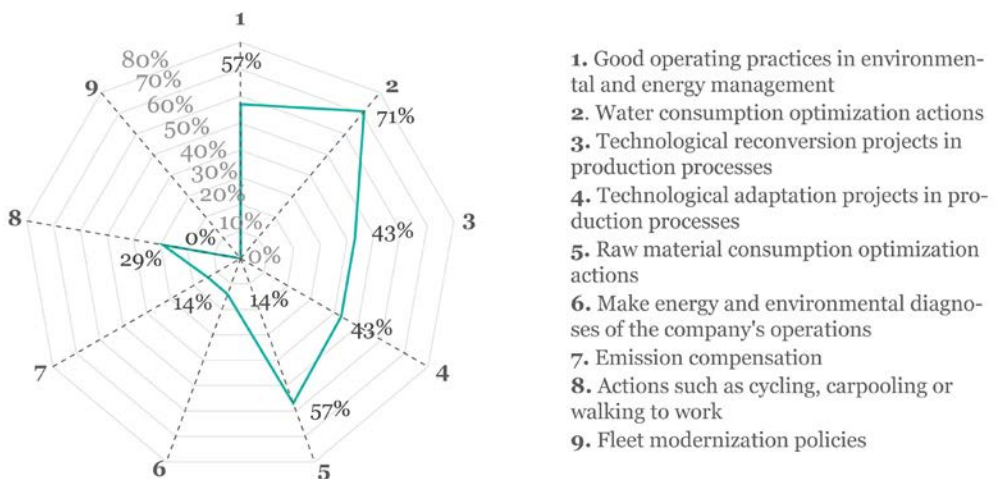 1
80%
57%
70%
9
2
60%
71%
50%
40%
30%
3
20%
43%
8
10%
0%
0%
29%
14%
14%
43%
7
4
57%
6
5
1. Good operating practices in environmen-
tal and energy management
2. Water consumption optimization actions
3. Technological reconversion projects in
production processes
4. Technological adaptation projects in pro-
duction processes
5. Raw material consumption optimization
actions
6. Make energy and environmental diagno-
ses of the company's operations
7. Emission compensation
8. Actions such as cycling, carpooling or
walking to work
9. Fleet modernization policies